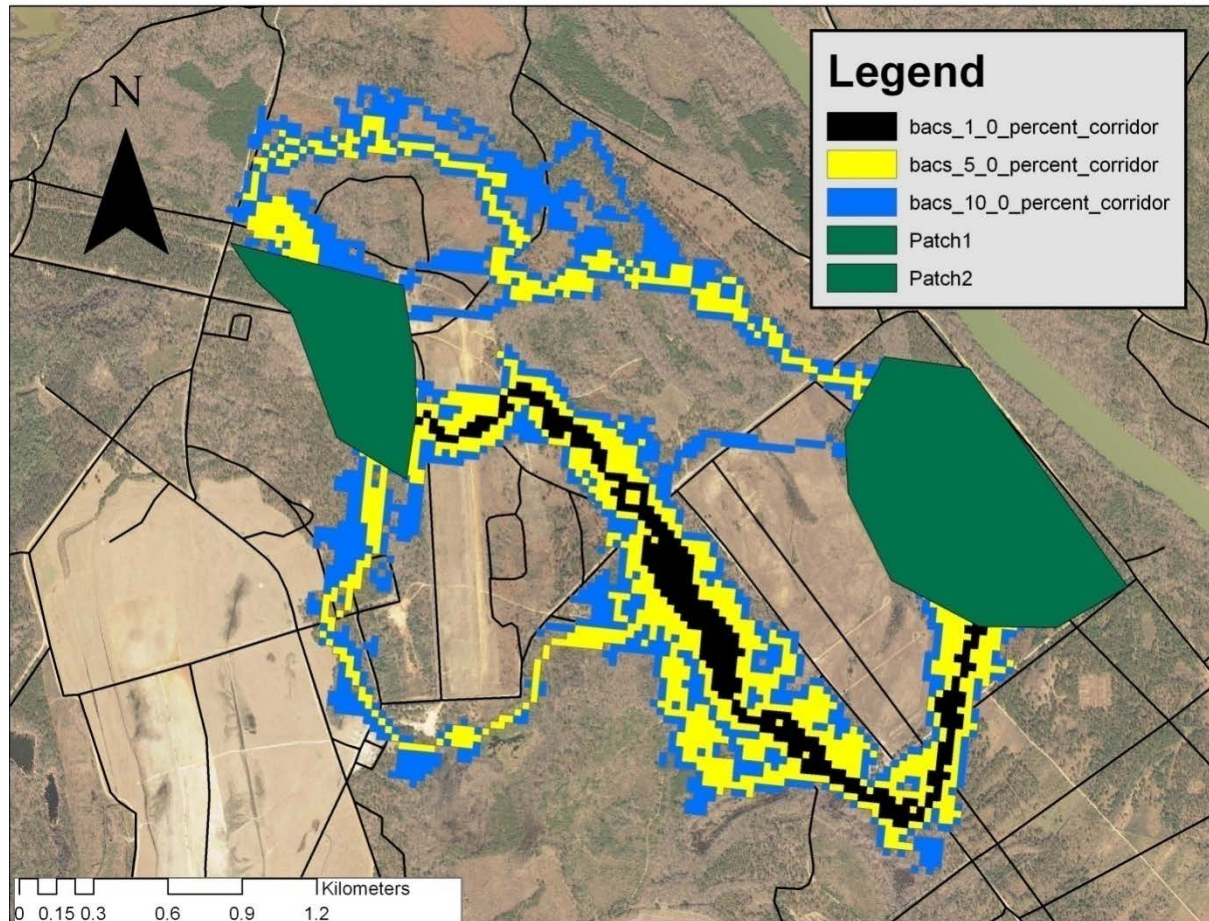 N
Legend
bacs_1_0_percent_corridor
bacs_5_0_percent_corridor
bacs_10_0_percent_corridor
Patch1
Patch2
Kilometers
0 0.15 0.3 0.6 0.9 1.2